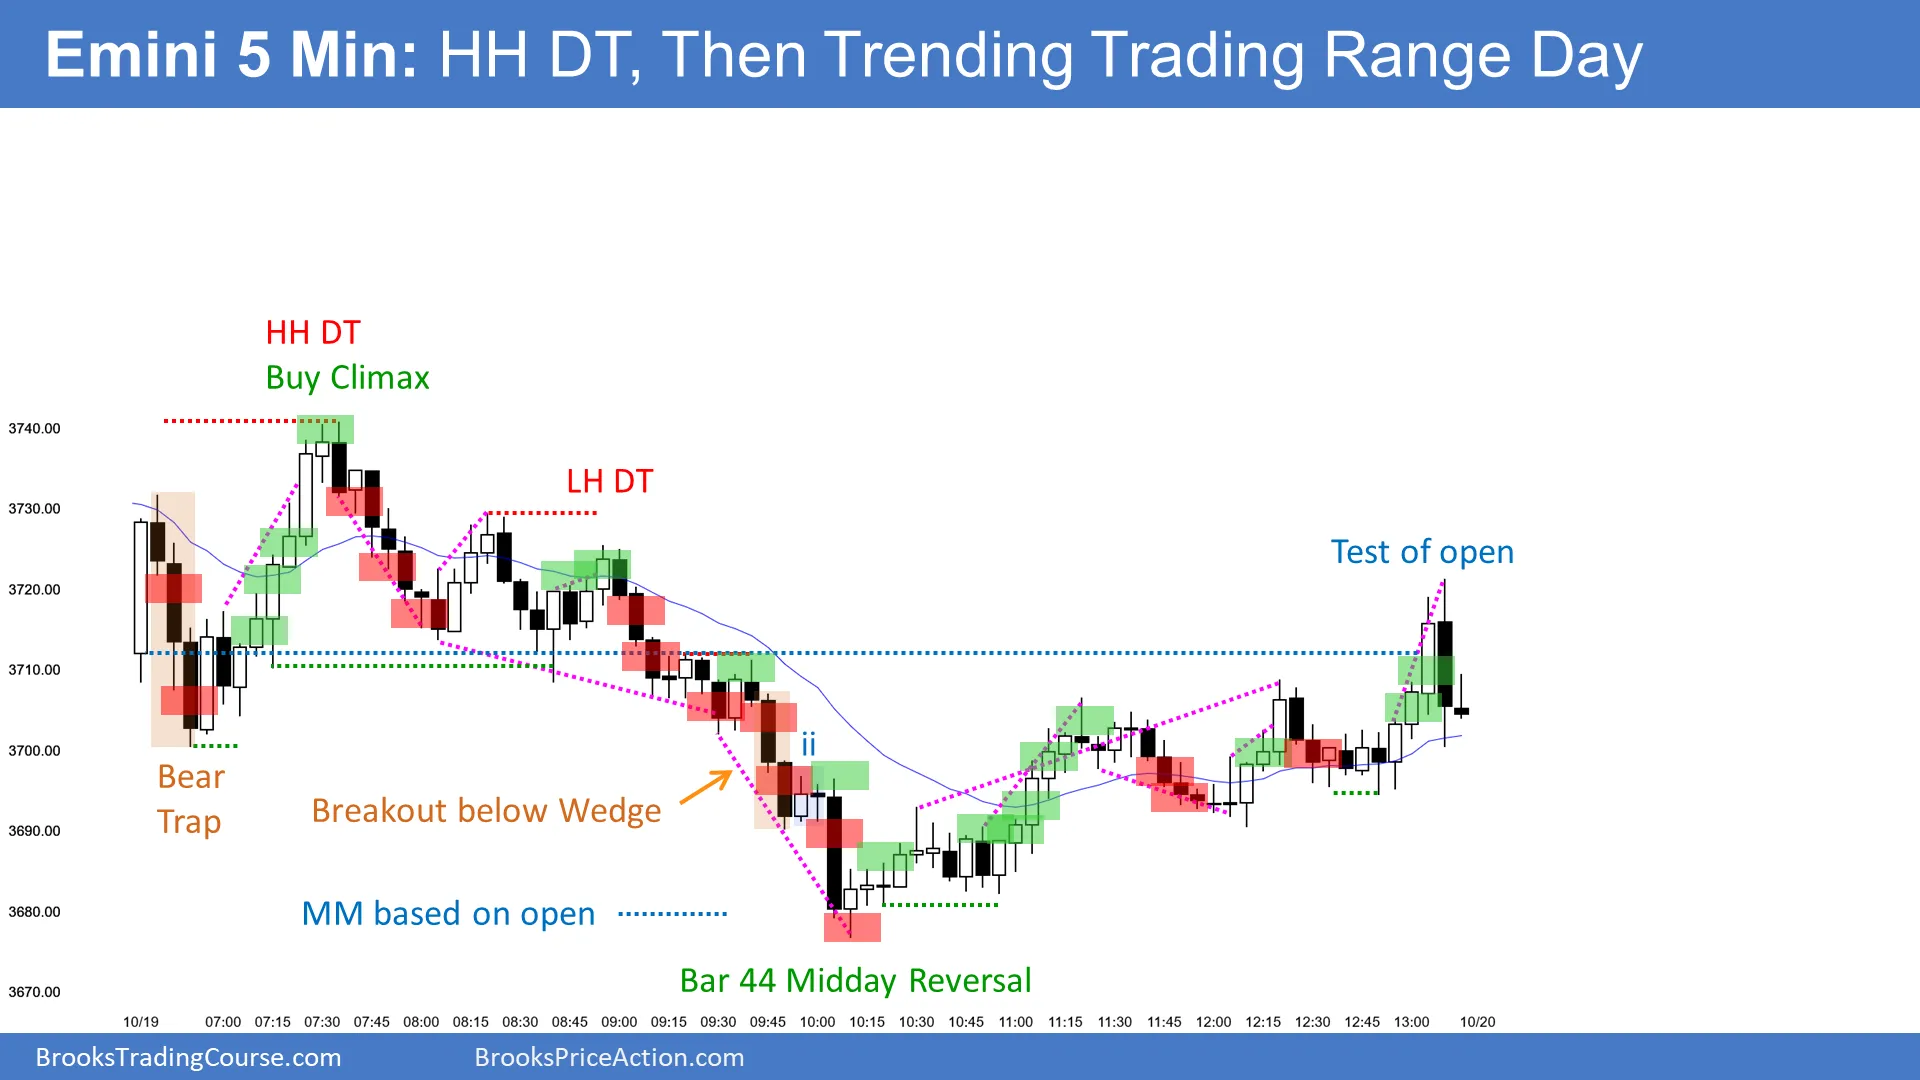 Emini 5 Min: HH DT, Then Trending Trading Range Day
HH DT
Buy Climax
LH DT
Test of open
Bear
Trap
ii
Breakout below Wedge
MM based on open
Bar 44 Midday Reversal
3740.00
3730.00
3720.00
3710.00
3700.00
3690.00
3680.00
3670.00
10/19 07:00 07:15 07:30 07:45 08:00 08:15 08:30 08:45 09:00 09:15 09:30 09:45 10:00 10:15 10:30 10:45 11:00 11:15 11:30 11:45 12:00 12:15 12:30 12:45 13:00 10/20
BrooksTradingCourse.com BrooksPriceAction.com